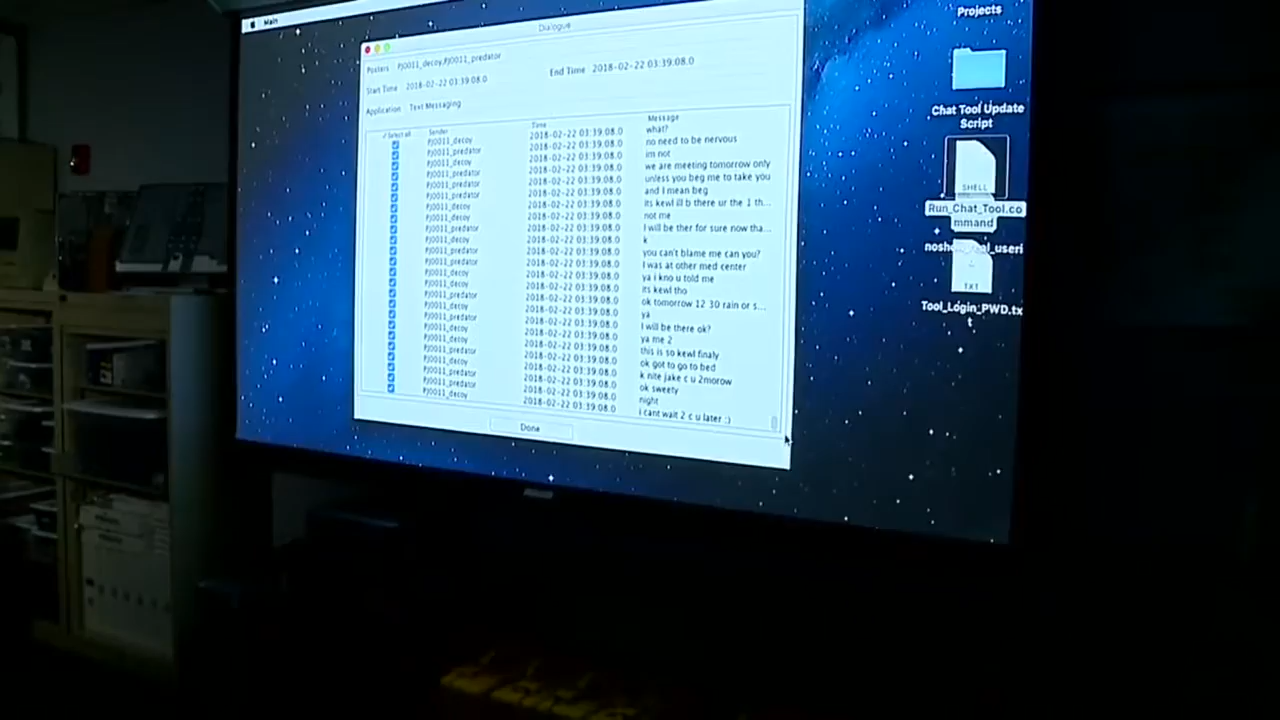 Main
Dialogue
Posters PJ0011_decoy,PJ0011_predator
Start Time 2018-02-22 03:39:08.0 End Time 2018-02-22 03:39:08.0
Application Text Messaging
Select all Sender Time Message
PJ0011_decoy 2018-02-22 03:39:08.0 what?
PJ0011_predator 2018-02-22 03:39:08.0 no need to be nervous
PJ0011_decoy 2018-02-22 03:39:08.0 im not
PJ0011_predator 2018-02-22 03:39:08.0 we are meeting tomorrow only
PJ0011_predator 2018-02-22 03:39:08.0 unless you beg me to take you
PJ0011_predator 2018-02-22 03:39:08.0 and I mean beg
PJ0011_decoy 2018-02-22 03:39:08.0 its kewl ill b there ur the 1 th...
PJ0011_decoy 2018-02-22 03:39:08.0 not me
PJ0011_predator 2018-02-22 03:39:08.0 I will be ther for sure now tha...
PJ0011_decoy 2018-02-22 03:39:08.0 k
PJ0011_predator 2018-02-22 03:39:08.0 you can't blame me can you?
PJ0011_predator 2018-02-22 03:39:08.0 I was at other med center
PJ0011_decoy 2018-02-22 03:39:08.0 ya i kno u told me
PJ0011_decoy 2018-02-22 03:39:08.0 its kewl tho
PJ0011_predator 2018-02-22 03:39:08.0 ok tomorrow 12 30 rain or s...
PJ0011_decoy 2018-02-22 03:39:08.0 ya
PJ0011_predator 2018-02-22 03:39:08.0 I will be there ok?
PJ0011_decoy 2018-02-22 03:39:08.0 ya me 2
PJ0011_decoy 2018-02-22 03:39:08.0 this is so kewl finaly
PJ0011_predator 2018-02-22 03:39:08.0 ok got to go to bed
PJ0011_decoy 2018-02-22 03:39:08.0 k nite jake c u 2morow
PJ0011_predator 2018-02-22 03:39:08.0 ok sweety
PJ0011_predator 2018-02-22 03:39:08.0 night
PJ0011_decoy 2018-02-22 03:39:08.0 i cant wait 2 c u later :)
Done
Projects
Chat Tool Update
Script
SHELL
Run_Chat_Tool.co
mmand
TXT
Tool_Login_PWD.tx
t